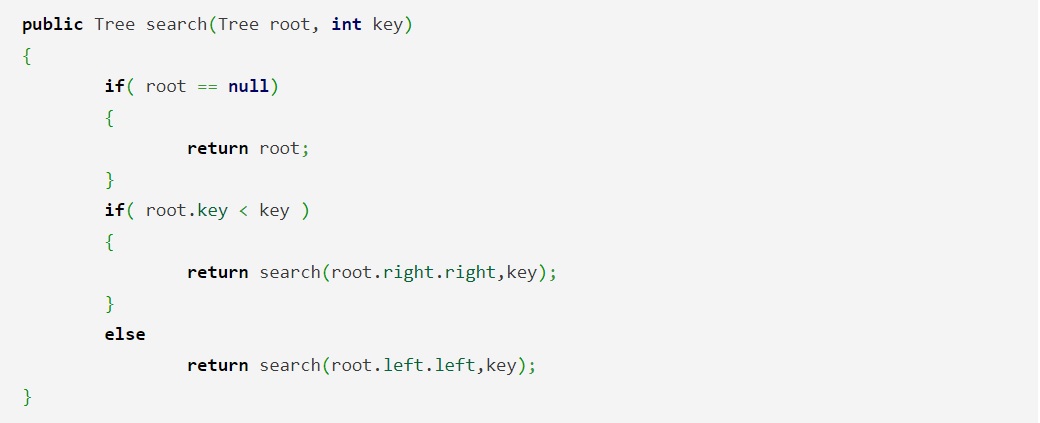 public Tree search(Tree root, int key)
{
if( root == null)
{
return root;
}
if( root.key < key )
{
return search(root.right.right,key);
}
else
return search(root.left.left,key);
}